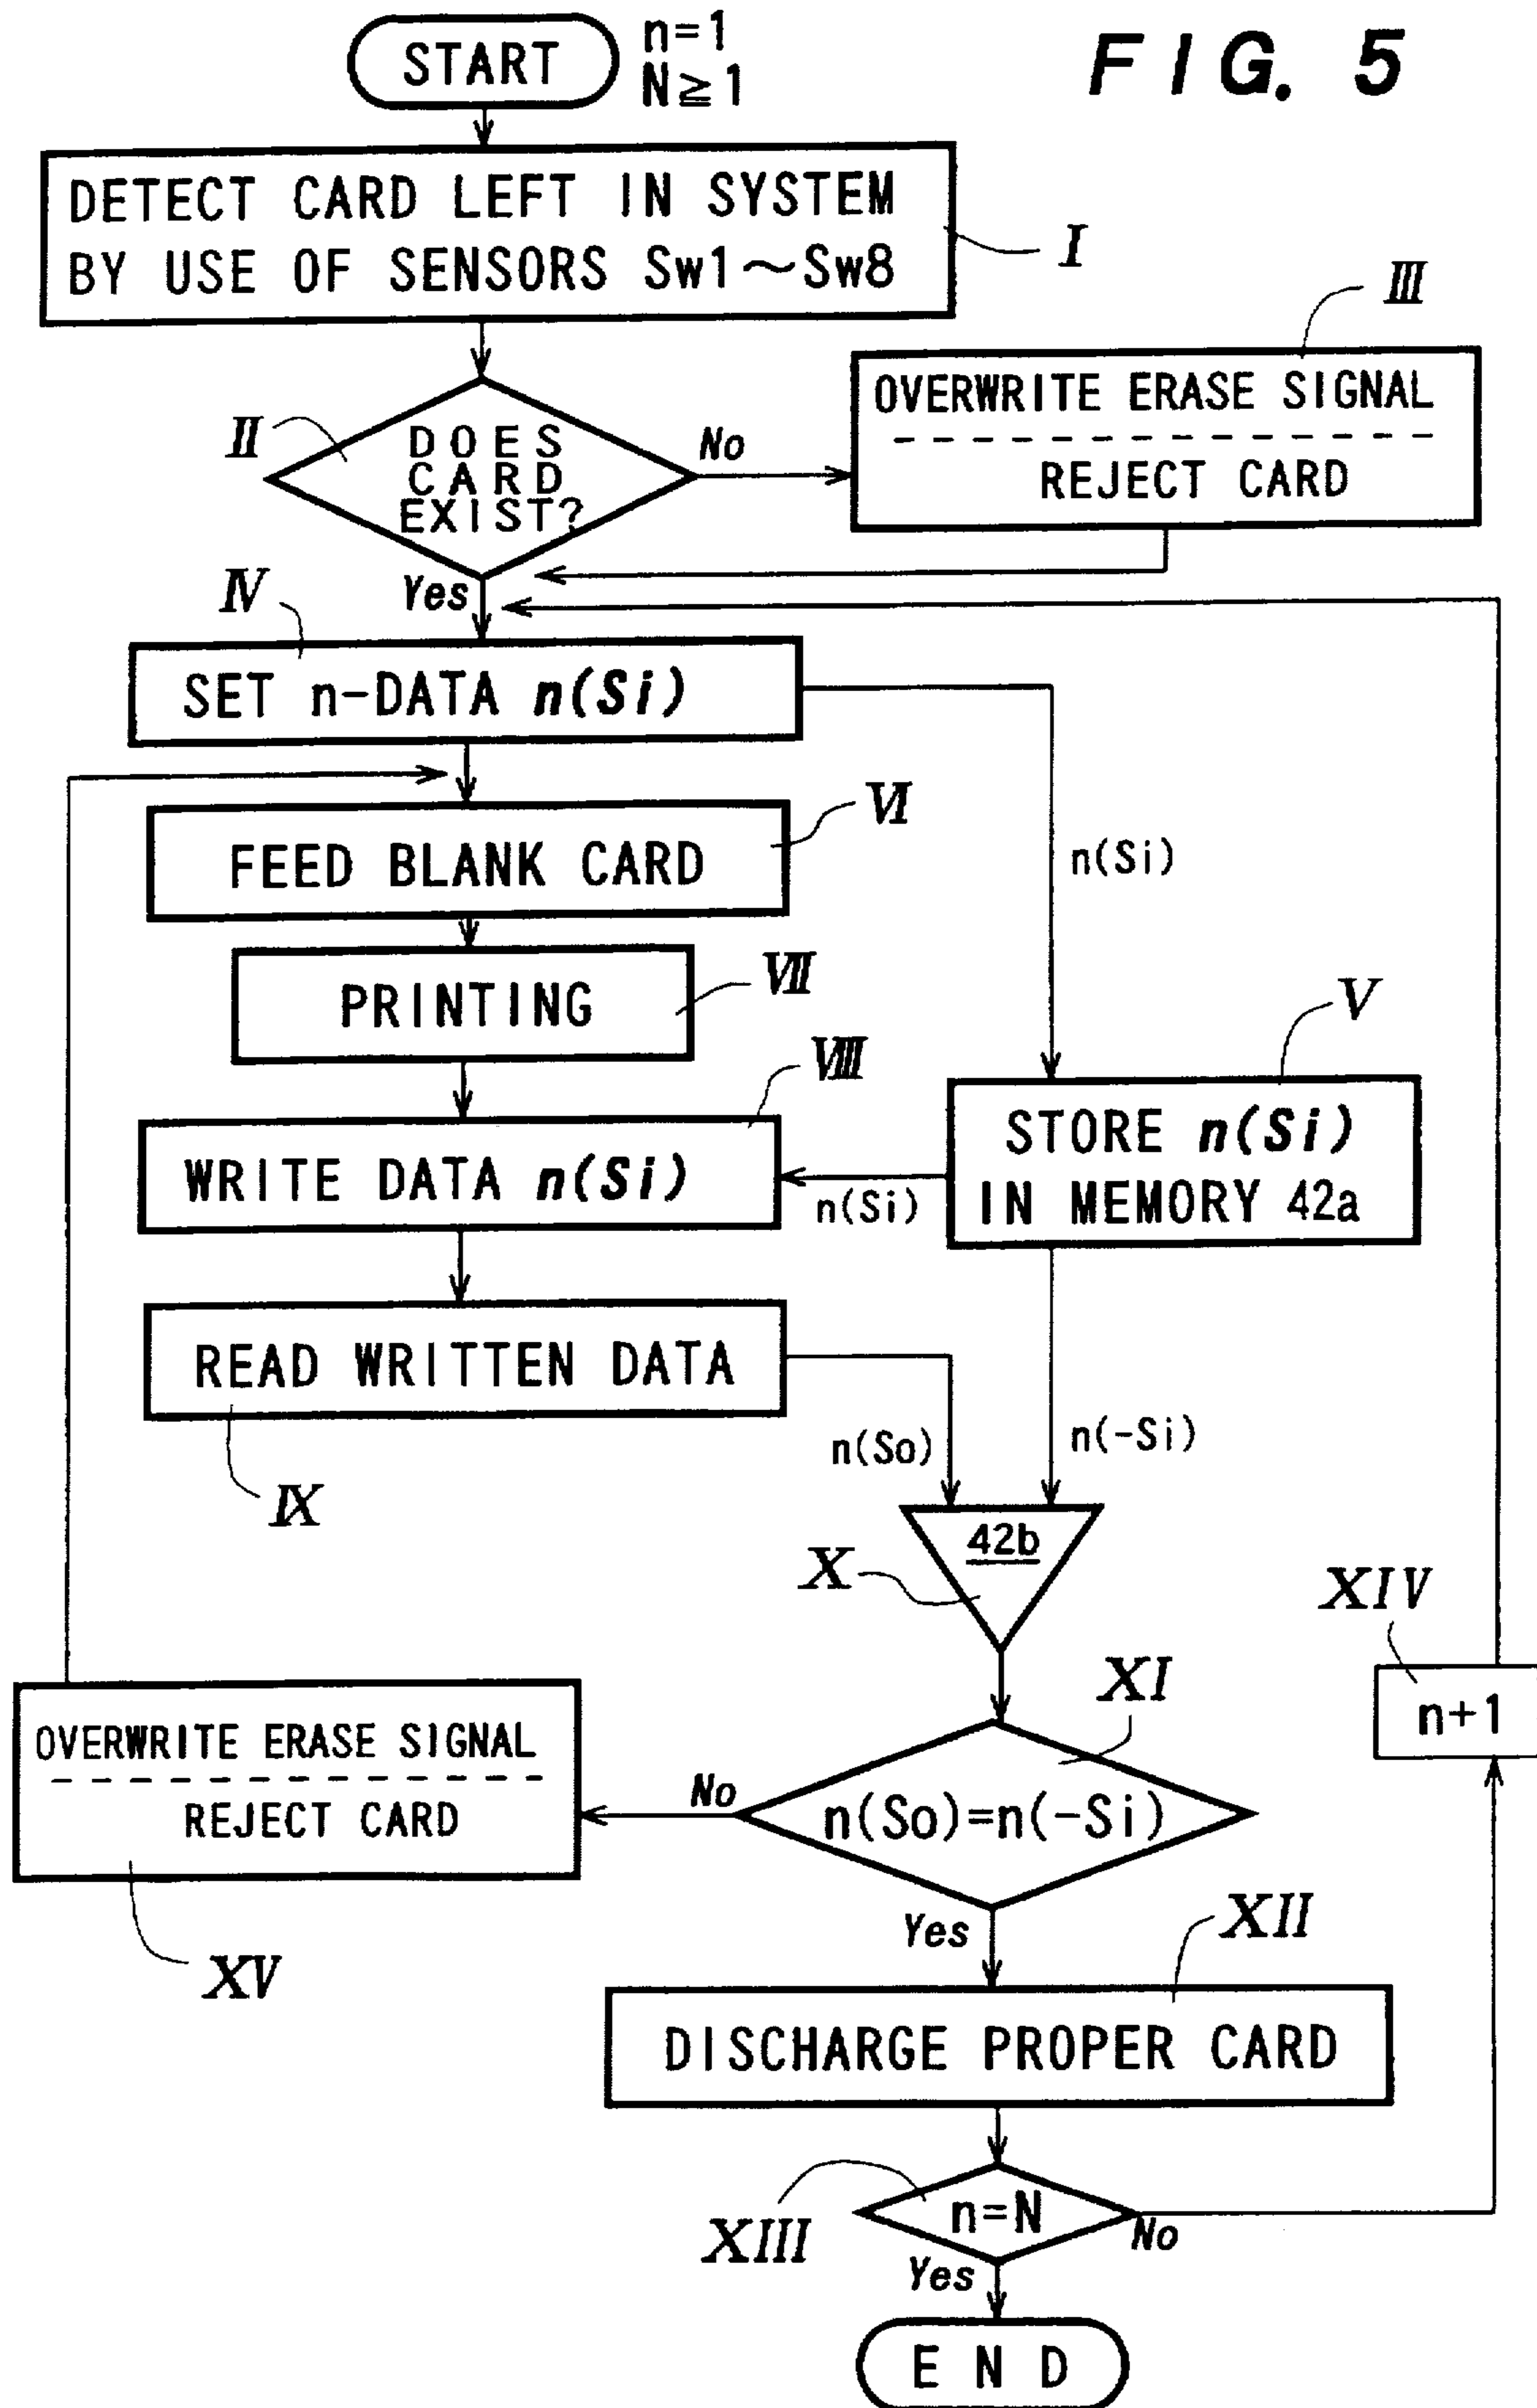 START
n=1
N≧1
FIG. 5
DETECT CARD LEFT IN SYSTEM
BY USE OF SENSORS Sw1～Sw8
I
III
OVERWRITE ERASE SIGNAL
REJECT CARD
II
DOES
CARD
EXIST?
No
Yes
IV
SET n-DATA n(Si)
VI
FEED BLANK CARD
n(Si)
VII
PRINTING
V
VIII
STORE n(Si)
IN MEMORY 42a
WRITE DATA n(Si)
n(Si)
READ WRITTEN DATA
n(So)
n(-Si)
IX
42b
X
XIV
n+1
XI
OVERWRITE ERASE SIGNAL
REJECT CARD
No
n(So)=n(-Si)
Yes
XII
XV
DISCHARGE PROPER CARD
XIII
n=N
No
Yes
END